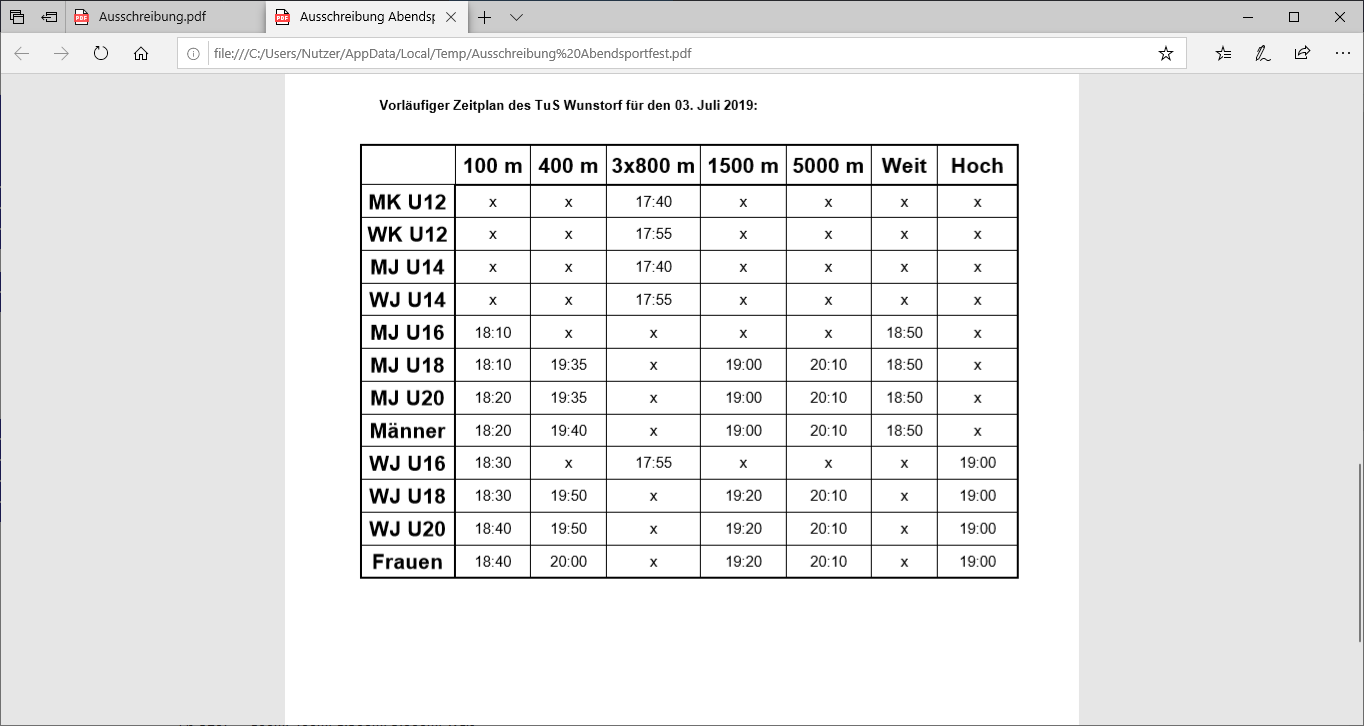 Ausschreibung.pdf
Ausschreibung Abendsp
file:///C:/Users/Nutzer/AppData/Local/Temp/Ausschreibung%20Abendsportfest.pdf
Vorläufiger Zeitplan des TuS Wunstorf für den 03. Juli 2019:
100 m 400 m 3x800 m 1500 m 5000 m Weit Hoch
MK U12 x x 17:40 x x x x
WK U12 x x 17:55 x x x x
MJ U14 x x 17:40 x x x x
WJ U14 x x 17:55 x x x x
MJ U16 18:10 x x x x 18:50 x
MJ U18 18:10 19:35 x 19:00 20:10 18:50 x
MJ U20 18:20 19:35 x 19:00 20:10 18:50 x
Männer 18:20 19:40 x 19:00 20:10 18:50 x
WJ U16 18:30 x 17:55 x x x 19:00
WJ U18 18:30 19:50 x 19:20 20:10 x 19:00
WJ U20 18:40 19:50 x 19:20 20:10 x 19:00
Frauen 18:40 20:00 x 19:20 20:10 x 19:00